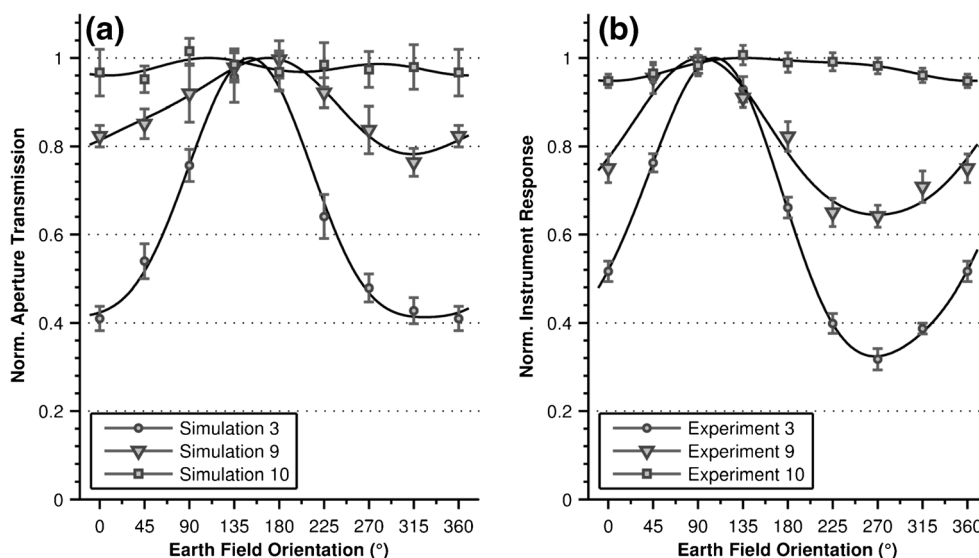 (a)
Norm. Aperture Transmission
1
0.8
0.6
0.4
0.2
0
Simulation 3
Simulation 9
Simulation 10
0 45 90 135 180 225 270 315 360
Earth Field Orientation (°)
(b)
Norm. Instrument Response
1
0.8
0.6
0.4
0.2
0
Experiment 3
Experiment 9
Experiment 10
0 45 90 135 180 225 270 315 360
Earth Field Orientation (°)